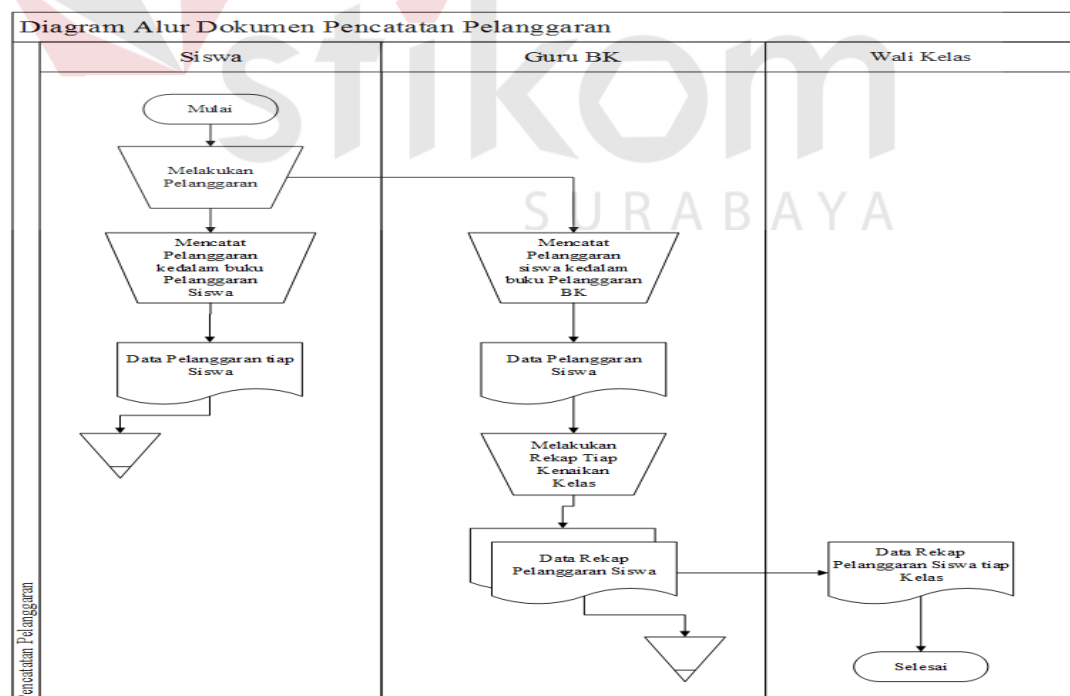 Diagram Alur Dokumen Pencatatan Pelanggaran
Siswa
Guru BK
Wali Kelas
stikom
SURABAYA
Mulai
Melakukan
Pelanggaran
Mencatat
Pelanggaran
kedalam buku
Pelanggaran
Siswa
Mencatat
Pelanggaran
siswa kedalam
buku Pelanggaran
BK
Data Pelanggaran tiap
Siswa
Data Pelanggaran
Siswa
Melakukan
Rekap Tiap
Kenaikan
Kelas
Data Rekap
Pelanggaran Siswa
Data Rekap
Pelanggaran Siswa tiap
Kelas
Selesai
Pencatatan Pelanggaran